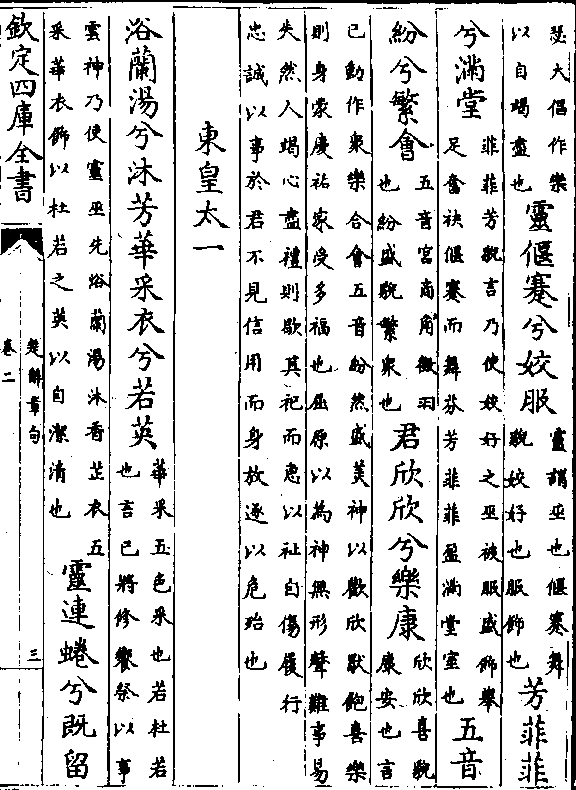 瑟大倡作樂
以自竭盡也
靈偃蹇兮姣服
靈謂巫也偃蹇舞
貌姣好也服飾也
芳菲菲
兮滿堂
菲菲芳貌言乃使姣好之巫被服盛飾舉
足奮袂偃蹇而舞芬芳菲菲盈滿堂室也
五音
紛兮繁會
五音宮商角徵羽
也紛盛貌繁衆也
君欣欣兮樂康
欣欣喜貌
康安也言
已動作衆樂合會五音紛然盛美神以歡欣猒飽喜樂
則身蒙慶祐家受多福也屈原以為神無形聲難事易
失然人竭心盡禮則歆其祀而惠以祉自傷履行
忠誠以事於君不見信用而身放逐以危殆也
東皇太一
浴蘭湯兮沐芳華采衣兮若英
華采五色采也若杜若
也言已將修饗祭以事
雲神乃使靈巫先浴蘭湯沐香芷衣五
采華衣飾以杜若之英以自潔清也
靈連蜷兮既留
欽定四庫全書
楚辭章句
卷二
三